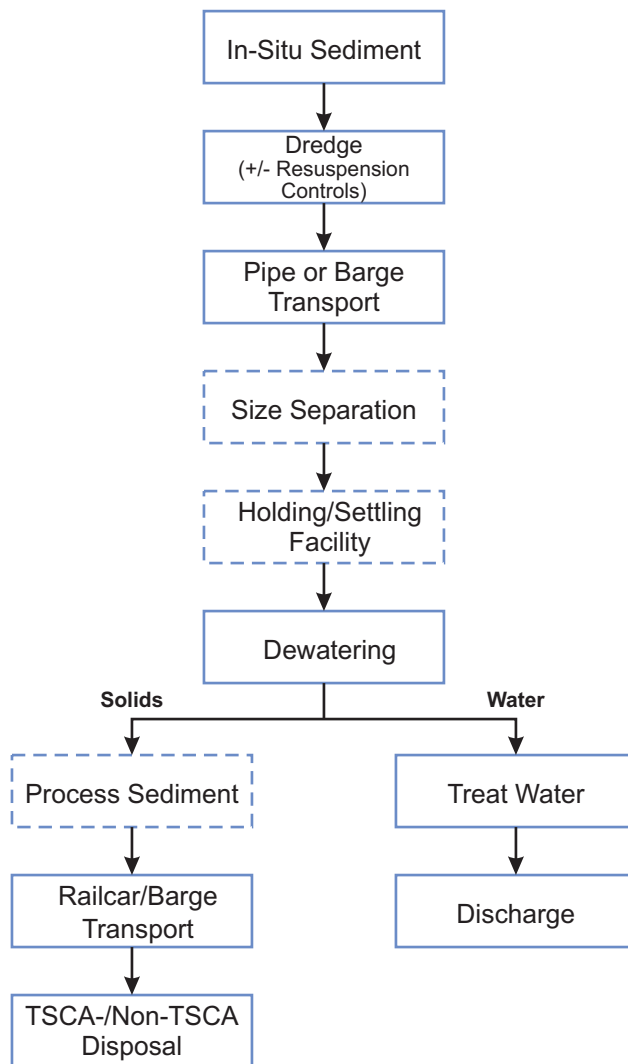 In-Situ Sediment
Dredge
(+/- Resuspension
Controls)
Pipe or Barge
Transport
Size Separation
Holding/Settling
Facility
Dewatering
Solids
Water
Process Sediment
Treat Water
Railcar/Barge
Transport
Discharge
TSCA-/Non-TSCA
Disposal